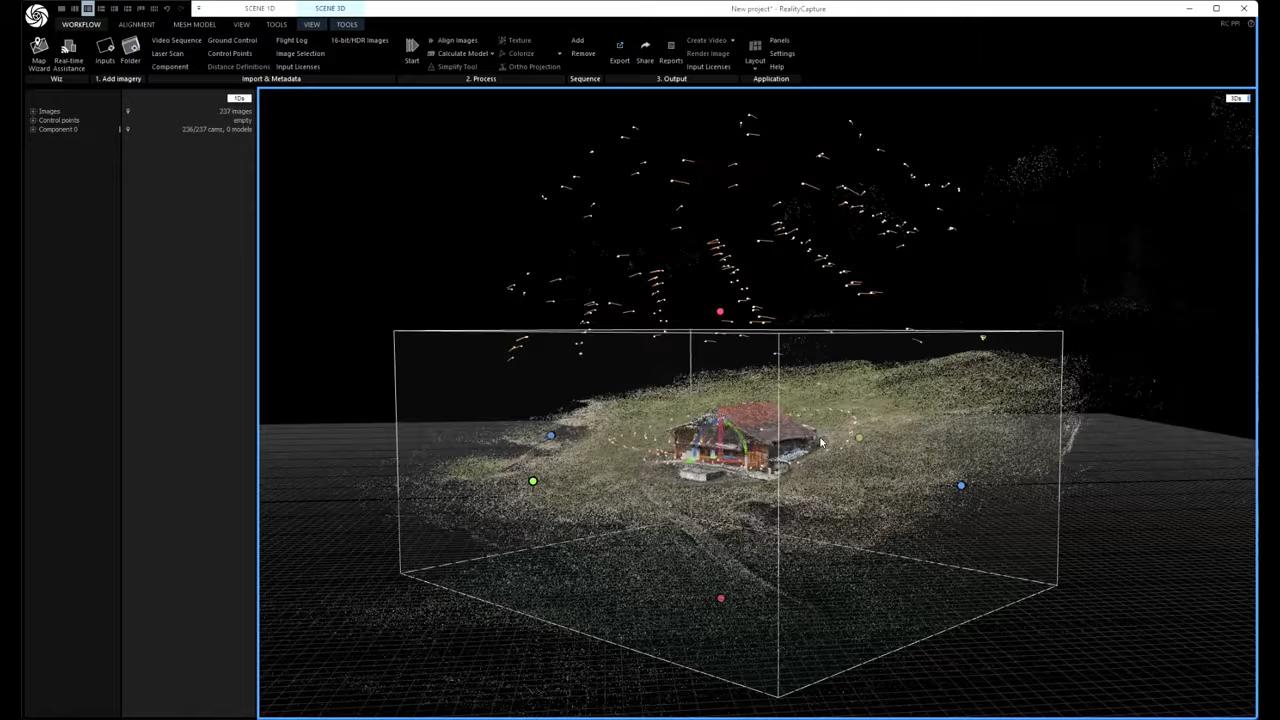 SCENE 1D
SCENE 3D
New project* - RealityCapture
WORKFLOW
ALIGNMENT
MESH MODEL
VIEW
TOOLS
VIEW
TOOLS
RC PPI
Map Wizard
Real-time Assistance
Inputs
Folder
Video Sequence
Laser Scan
Component
Ground Control
Control Points
Distance Definitions
Flight Log
Image Selection
Input Licenses
16-bit/HDR Images
Start
Align Images
Calculate Model
Simplify Tool
Texture
Colorize
Ortho Projection
Add
Remove
Export
Share
Reports
Create Video
Render Image
Input Licenses
Layout
Panels
Settings
Help
Wiz
1. Add imagery
Import & Metadata
2. Process
Sequence
3. Output
Application
1Ds
Images
237 images
Control points
empty
Component 0
236/237 cams, 0 models
3Ds